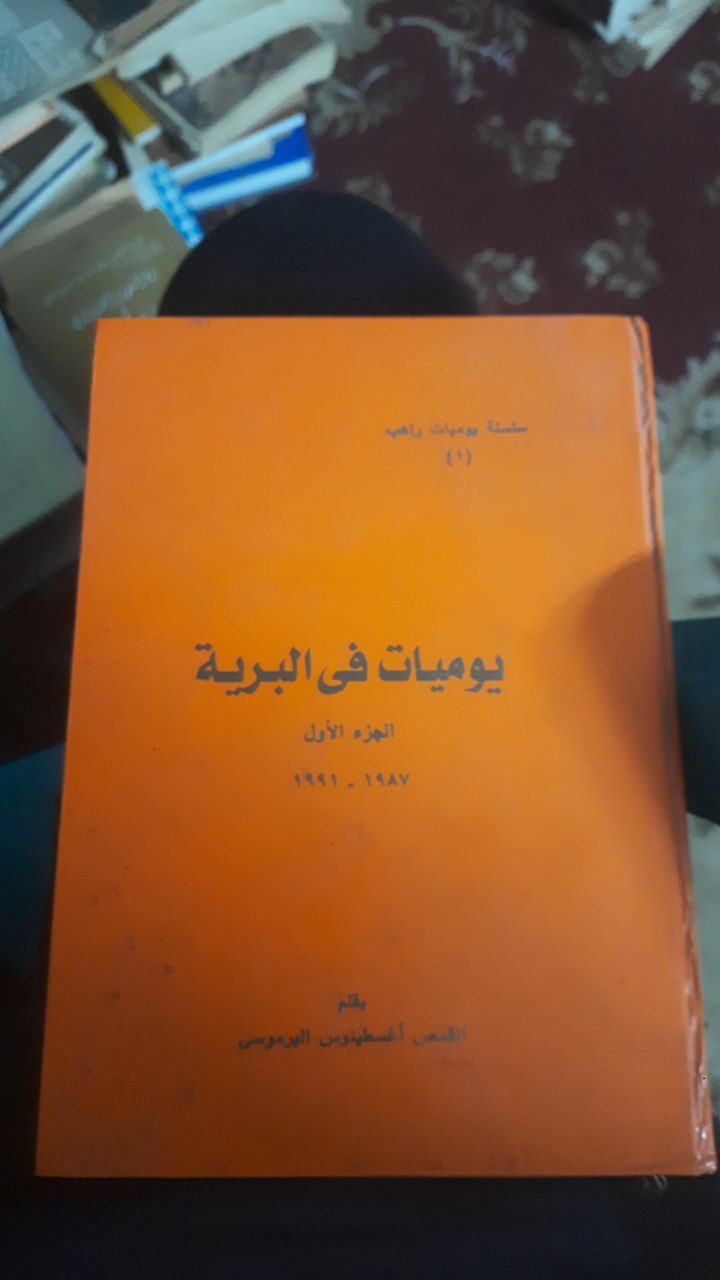 سلسلة يوميات راهب
(١)
يوميات فى البرية
الجزء الأول
١٩٨٧ - ١٩٩١
بقلم
القمص أغسطينوس البرموسى